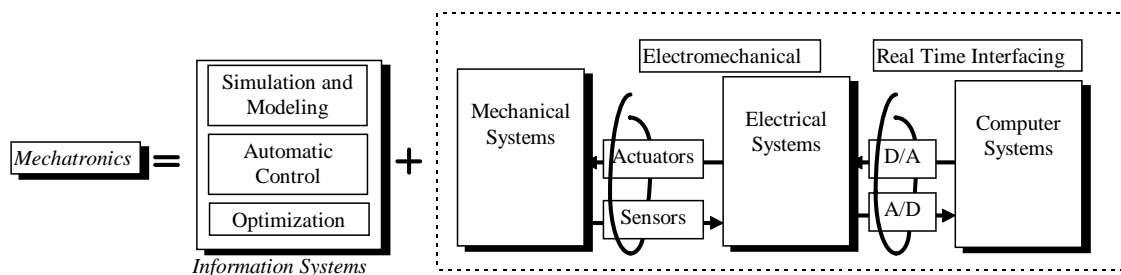 Mechatronics
=
Simulation and
Modeling
Automatic
Control
Optimization
Information Systems
+
Mechanical
Systems
Electromechanical
Actuators
Sensors
Electrical
Systems
Real Time Interfacing
D/A
A/D
Computer
Systems